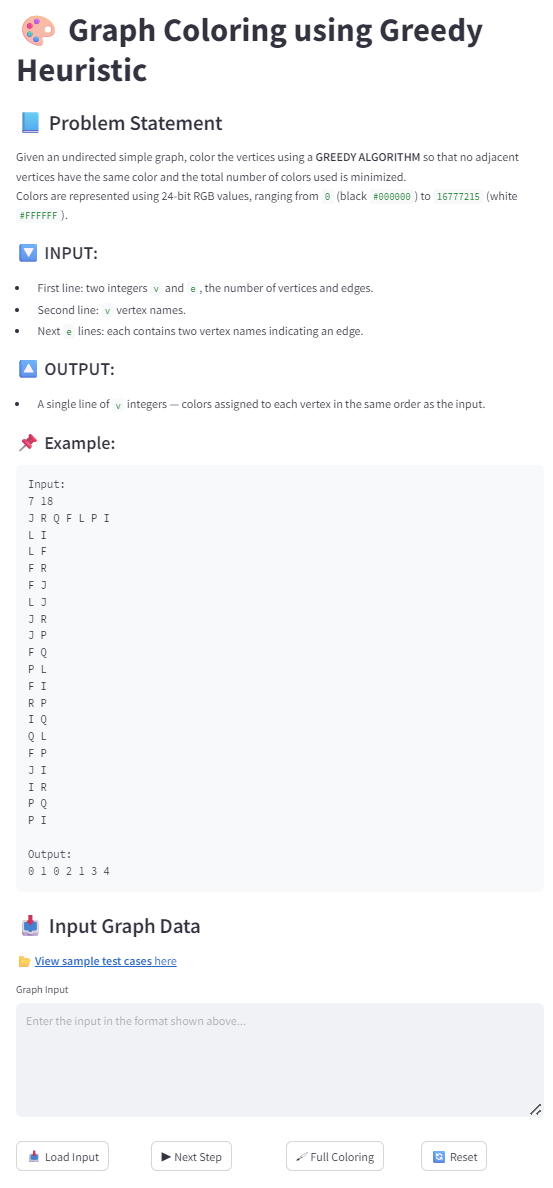 Graph Coloring using Greedy
Heuristic
Problem Statement
Given an undirected simple graph, color the vertices using a GREEDY ALGORITHM so that no adjacent
vertices have the same color and the total number of colors used is minimized.
Colors are represented using 24-bit RGB values, ranging from 0 (black #000000 ) to 16777215 (white
#FFFFFF ).
INPUT:
First line: two integers v and e , the number of vertices and edges.
Second line: v vertex names.
Next e lines: each contains two vertex names indicating an edge.
OUTPUT:
A single line of v integers — colors assigned to each vertex in the same order as the input.
Example:
Input:
7 18
J R Q F L P I
L I
L F
F R
F J
L J
J R
J P
F Q
P L
F I
R P
I Q
Q L
F P
J I
I R
P Q
P I
Output:
0 1 0 2 1 3 4
Input Graph Data
View sample test cases here
Graph Input
Enter the input in the format shown above...
Load Input
Next Step
Full Coloring
Reset